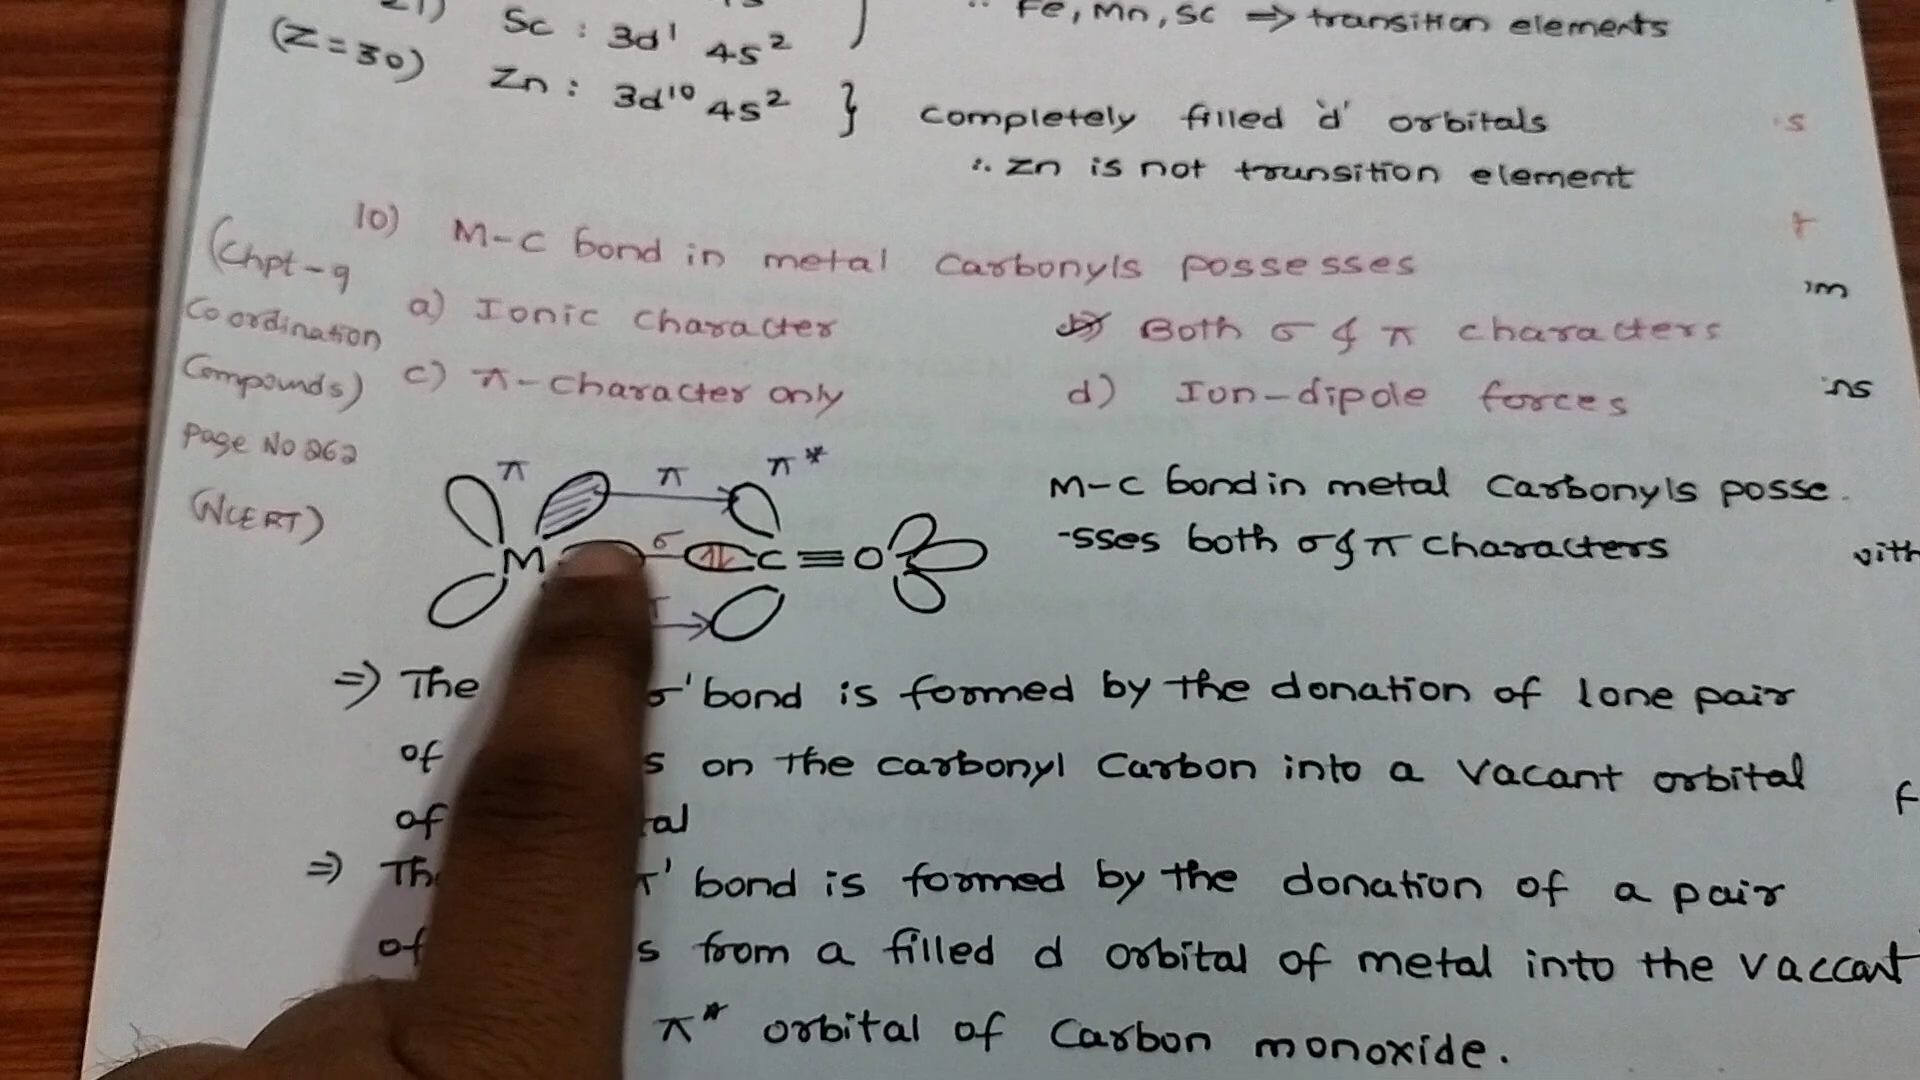 Fe, Mn, Sc ⇒ transition elements
Sc : 3d¹ 4s²
(Z=30) Zn : 3d¹⁰ 4s² } completely filled 'd' orbitals
∴ Zn is not transition element
10) M-C bond in metal carbonyls possesses
(Chpt-9
Coordination
Compounds)
Page No 262
(NCERT)
a) Ionic character
b) Both σ & π characters
c) π-character only
d) Ion-dipole forces
π π π*
M σ C≡O
M-C bond in metal carbonyls posse.
-sses both σ & π characters
⇒ The σ' bond is formed by the donation of lone pair
of on the carbonyl carbon into a vacant orbital
of
⇒ π' bond is formed by the donation of a pair
of from a filled d orbital of metal into the vaccant
π* orbital of carbon monoxide.